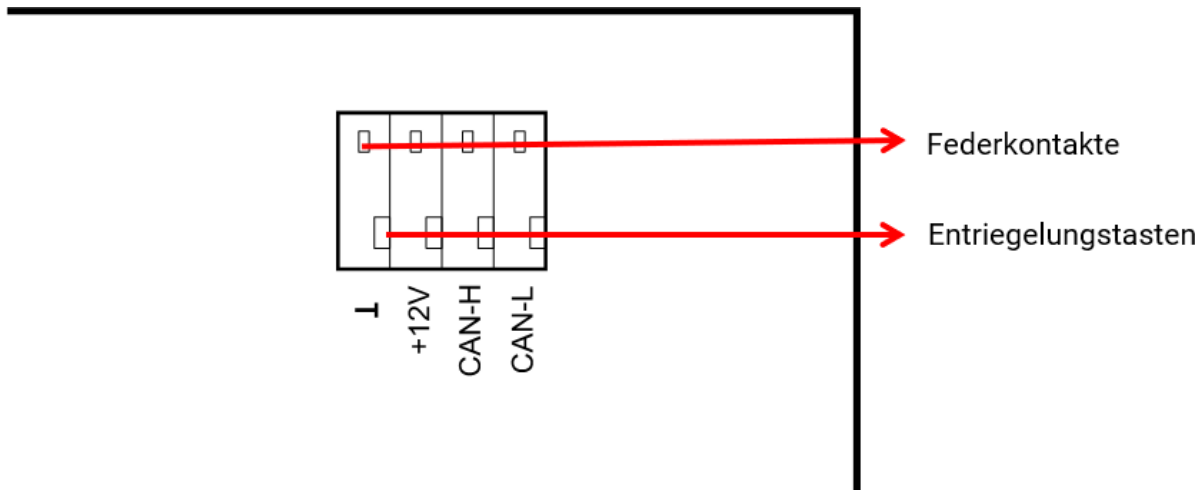 Federkontakte
Entriegelungstasten
⊥
+12V
CAN-H
CAN-L